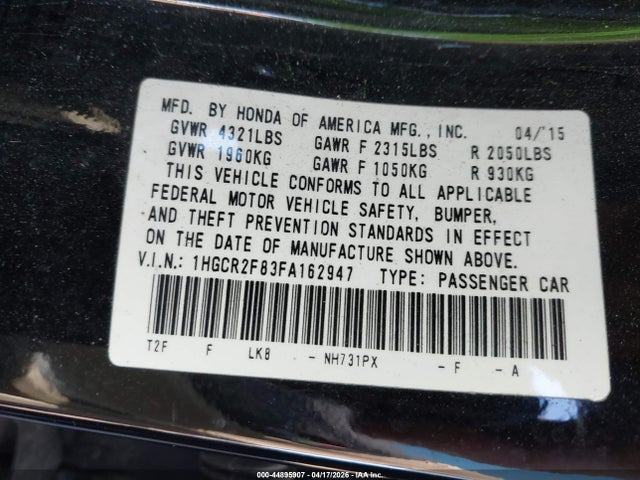 MFD. BY HONDA OF AMERICA MFG., INC. 04/'15
GVWR 4321LBS GAWR F 2315LBS R 2050LBS
GVWR 1960KG GAWR F 1050KG R 930KG
THIS VEHICLE CONFORMS TO ALL APPLICABLE
FEDERAL MOTOR VEHICLE SAFETY, BUMPER,
AND THEFT PREVENTION STANDARDS IN EFFECT
ON THE DATE OF MANUFACTURE SHOWN ABOVE.
V.I.N.: 1HGCR2F83FA162947 TYPE: PASSENGER CAR
T2F F LK8 - NH731PX - F - A
000-44895907 - 04/17/2026 - IAAI.COM